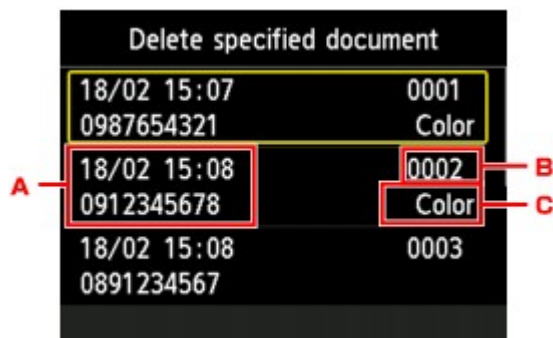 Delete specified document
18/02 15:07 0001
0987654321 Color
18/02 15:08 0002 B
A
0912345678 Color C
18/02 15:08 0003
0891234567